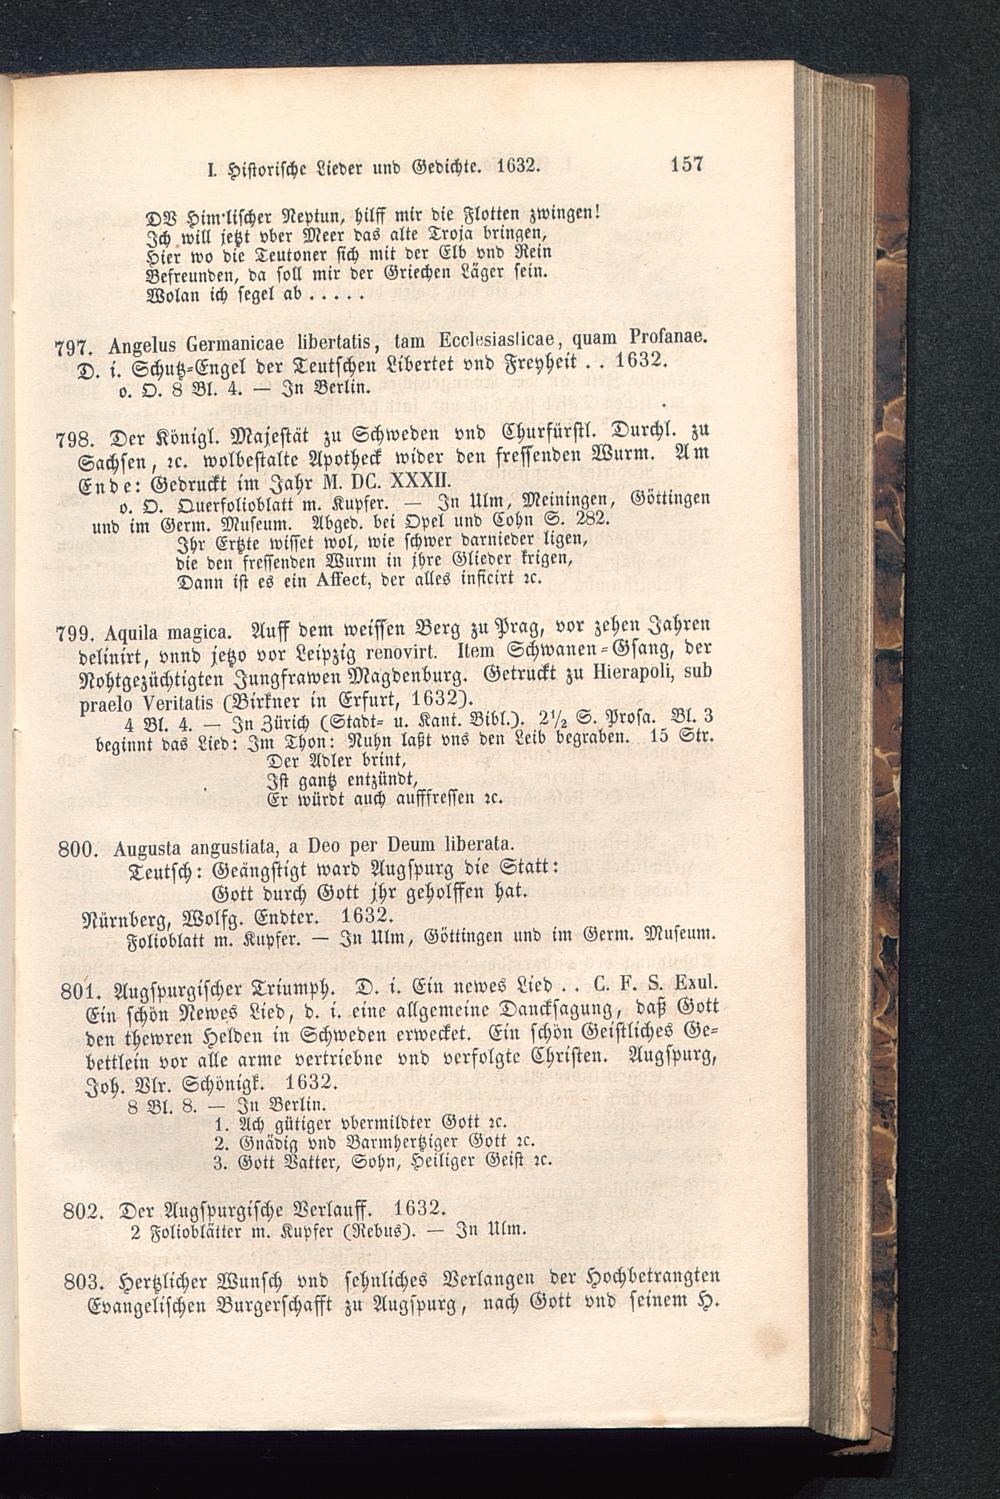 I. Historische Lieder und Gedichte. 1632. 157
DV Him'lischer Neptun, hilff mir die Flotten zwingen!
Ich will jetzt vber Meer das alte Troja bringen,
Hier wo die Teutoner sich mit der Elb vnd Rein
Befreunden, da soll mir der Griechen Läger sein.
Wolan ich segel ab . . . . .
797. Angelus Germanicae libertatis, tam Ecclesiasticae, quam Profanae.
D. i. Schutz-Engel der Teutschen Libertet vnd Freyheit . . 1632.
o. O. 8 Bl. 4. — In Berlin.
798. Der Königl. Majestät zu Schweden vnd Churfürstl. Durchl. zu
Sachsen, ꝛc. wolbestalte Apotheck wider den fressenden Wurm. Am
Ende: Gedruckt im Jahr M. DC. XXXII.
o. O. Querfolioblatt m. Kupfer. — In Ulm, Meiningen, Göttingen
und im Germ. Museum. Abged. bei Opel und Cohn S. 282.
Ihr Ertzte wisset wol, wie schwer darnieder ligen,
die den fressenden Wurm in jhre Glieder krigen,
Dann ist es ein Affect, der alles inficirt ꝛc.
799. Aquila magica. Auff dem weissen Berg zu Prag, vor zehen Jahren
delinirt, vnnd jetzo vor Leipzig renovirt. Item Schwanen-Gsang, der
Nohtgezüchtigten Jungfrawen Magdenburg. Getruckt zu Hierapoli, sub
praelo Veritatis (Birkner in Erfurt, 1632).
4 Bl. 4. — In Zürich (Stadt- u. Kant. Bibl.). 2½ S. Prosa. Bl. 3
beginnt das Lied: Im Thon: Nuhn laßt vns den Leib begraben. 15 Str.
Der Adler brint,
Ist gantz entzündt,
Er würdt auch aufffressen ꝛc.
800. Augusta angustiata, a Deo per Deum liberata.
Teutsch: Geängstigt ward Augspurg die Statt:
Gott durch Gott jhr geholffen hat.
Nürnberg, Wolfg. Endter. 1632.
Folioblatt m. Kupfer. — In Ulm, Göttingen und im Germ. Museum.
801. Augspurgischer Triumph. D. i. Ein newes Lied . . C. F. S. Exul.
Ein schön Newes Lied, d. i. eine allgemeine Dancksagung, daß Gott
den thewren Helden in Schweden erwecket. Ein schön Geistliches Ge-
bettlein vor alle arme vertriebne vnd verfolgte Christen. Augspurg,
Joh. Vlr. Schönigk. 1632.
8 Bl. 8. — In Berlin.
1. Ach gütiger vbermildter Gott ꝛc.
2. Gnädig vnd Barmhertziger Gott ꝛc.
3. Gott Vatter, Sohn, Heiliger Geist ꝛc.
802. Der Augspurgische Verlauff. 1632.
2 Folioblätter m. Kupfer (Rebus). — In Ulm.
803. Hertzlicher Wunsch vnd sehnliches Verlangen der Hochbetrangten
Evangelischen Burgerschafft zu Augspurg, nach Gott vnd seinem H.